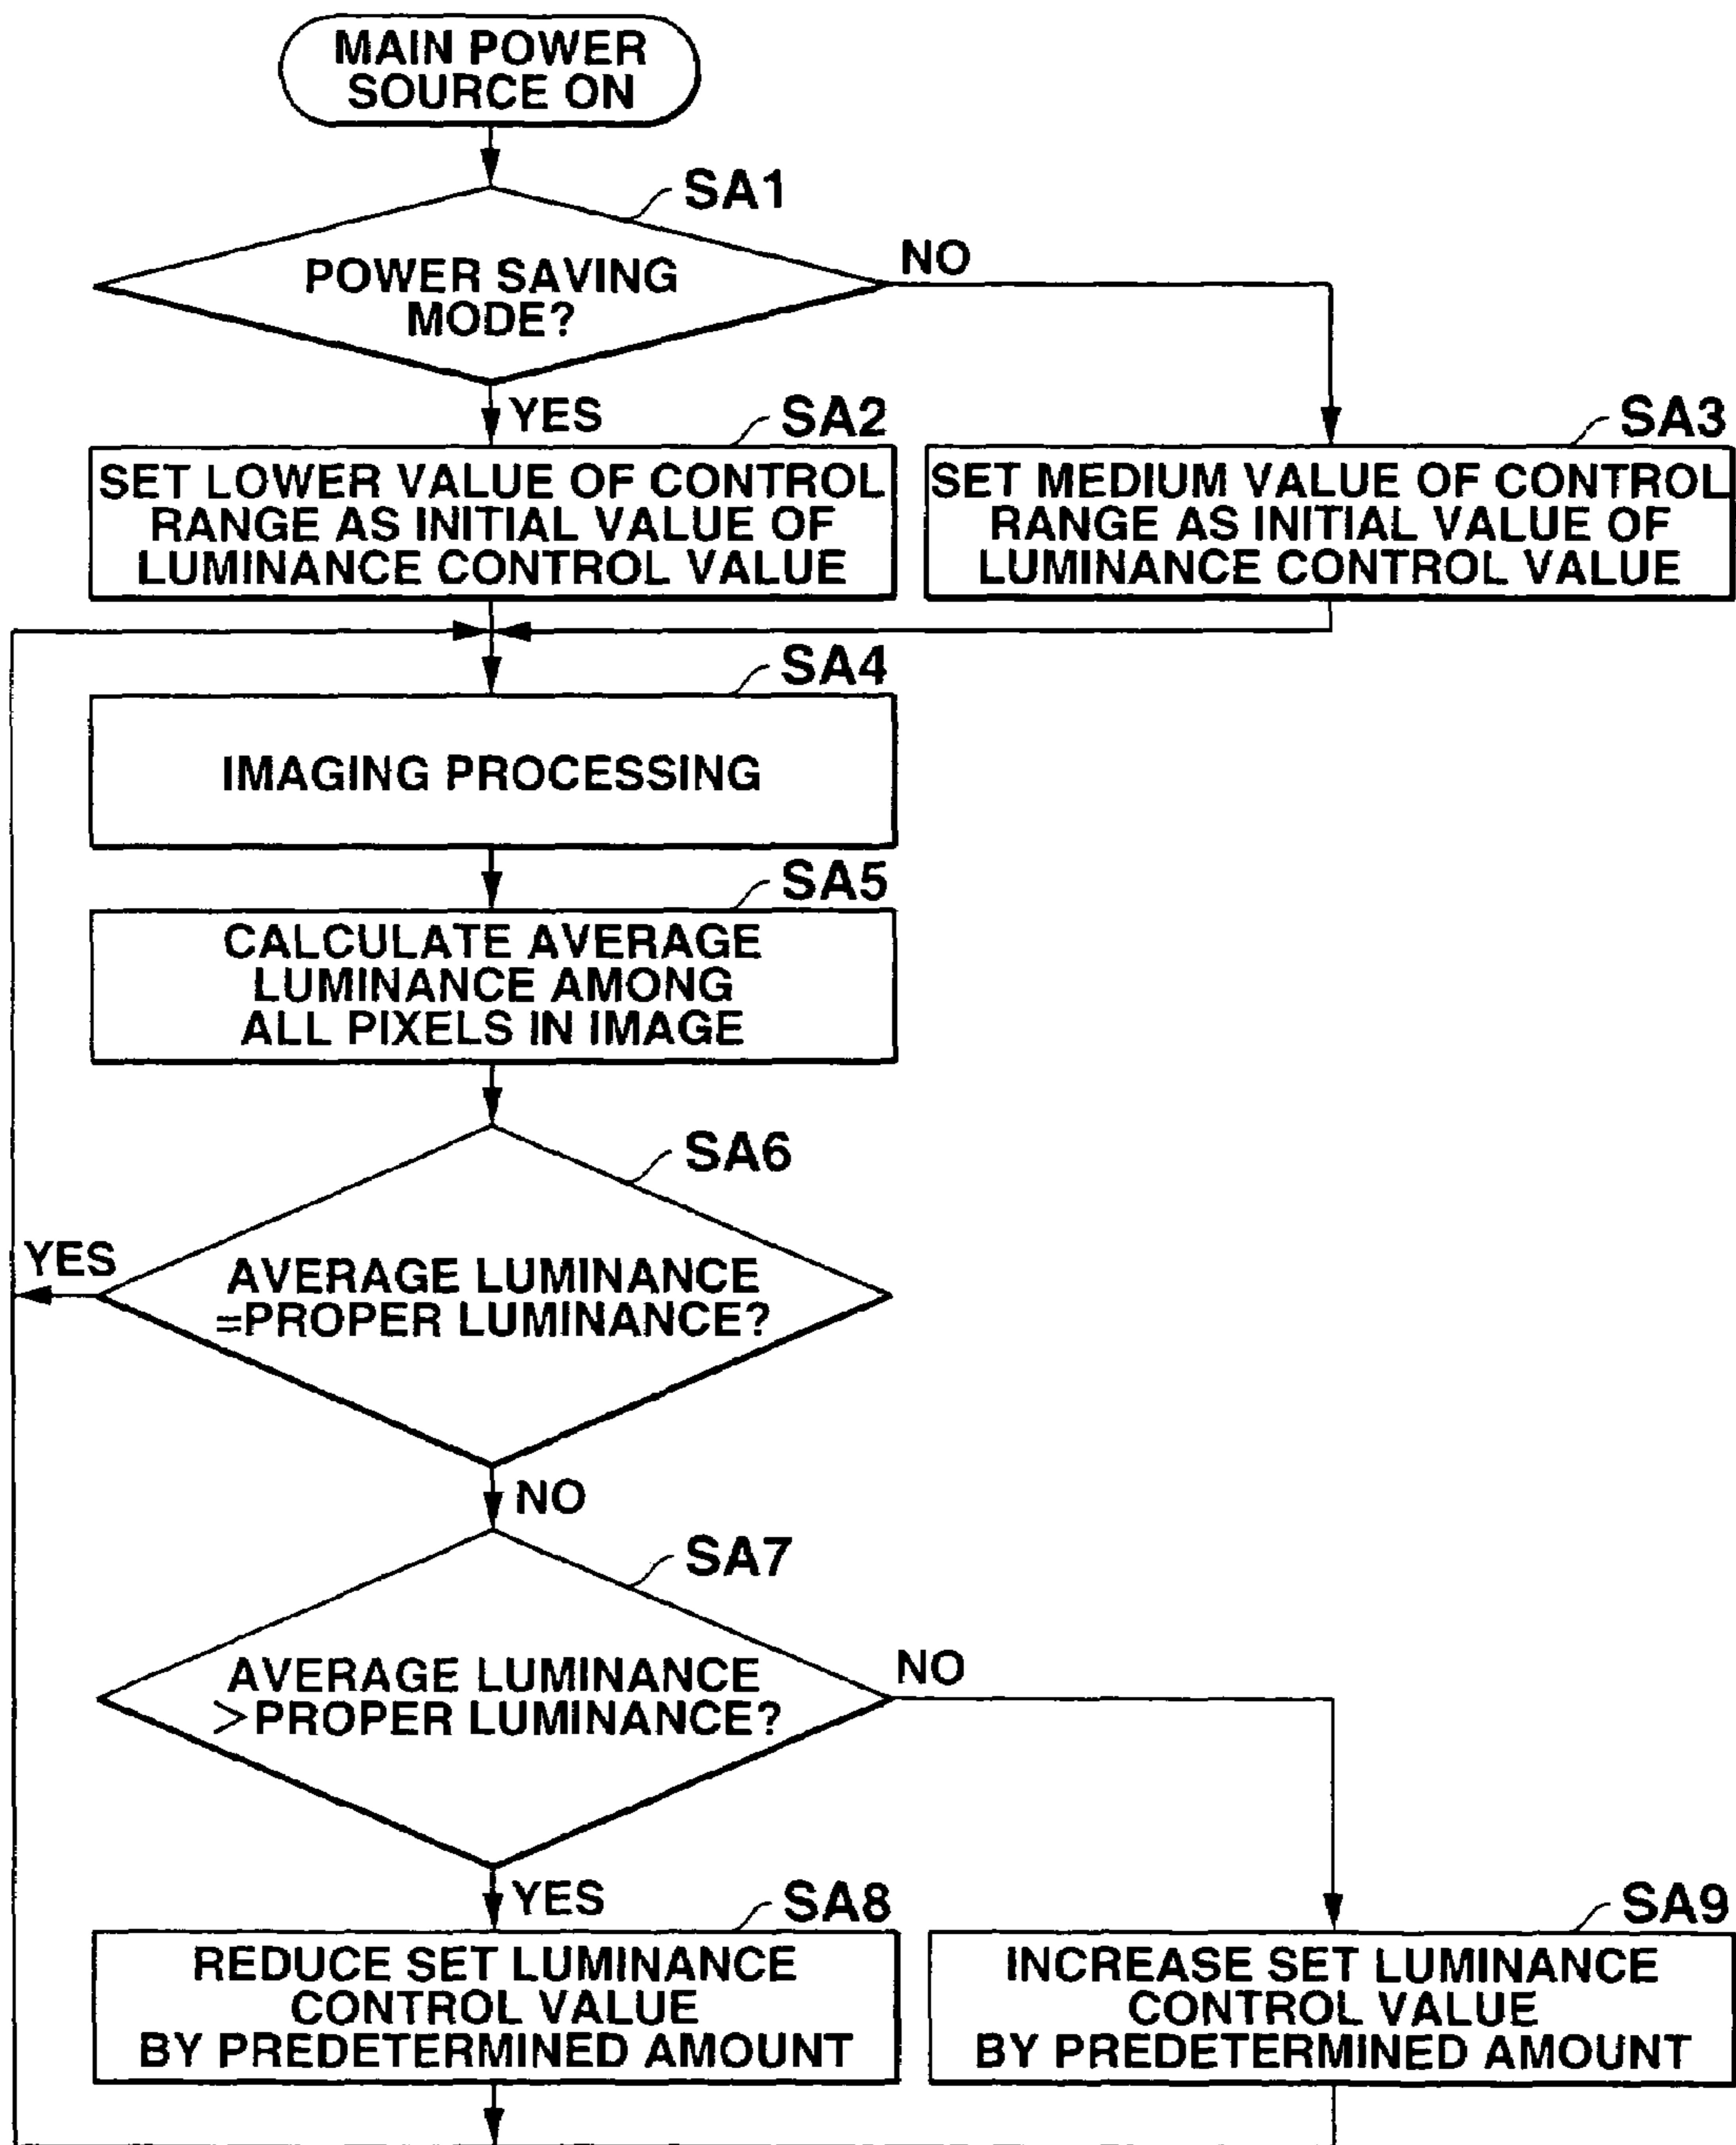 MAIN POWER
SOURCE ON
SA1
POWER SAVING
MODE?
NO
YES
SA2
SET LOWER VALUE OF CONTROL
RANGE AS INITIAL VALUE OF
LUMINANCE CONTROL VALUE
SA3
SET MEDIUM VALUE OF CONTROL
RANGE AS INITIAL VALUE OF
LUMINANCE CONTROL VALUE
SA4
IMAGING PROCESSING
SA5
CALCULATE AVERAGE
LUMINANCE AMONG
ALL PIXELS IN IMAGE
SA6
YES
AVERAGE LUMINANCE
=PROPER LUMINANCE?
NO
SA7
AVERAGE LUMINANCE
>PROPER LUMINANCE?
NO
YES
SA8
REDUCE SET LUMINANCE
CONTROL VALUE
BY PREDETERMINED AMOUNT
SA9
INCREASE SET LUMINANCE
CONTROL VALUE
BY PREDETERMINED AMOUNT